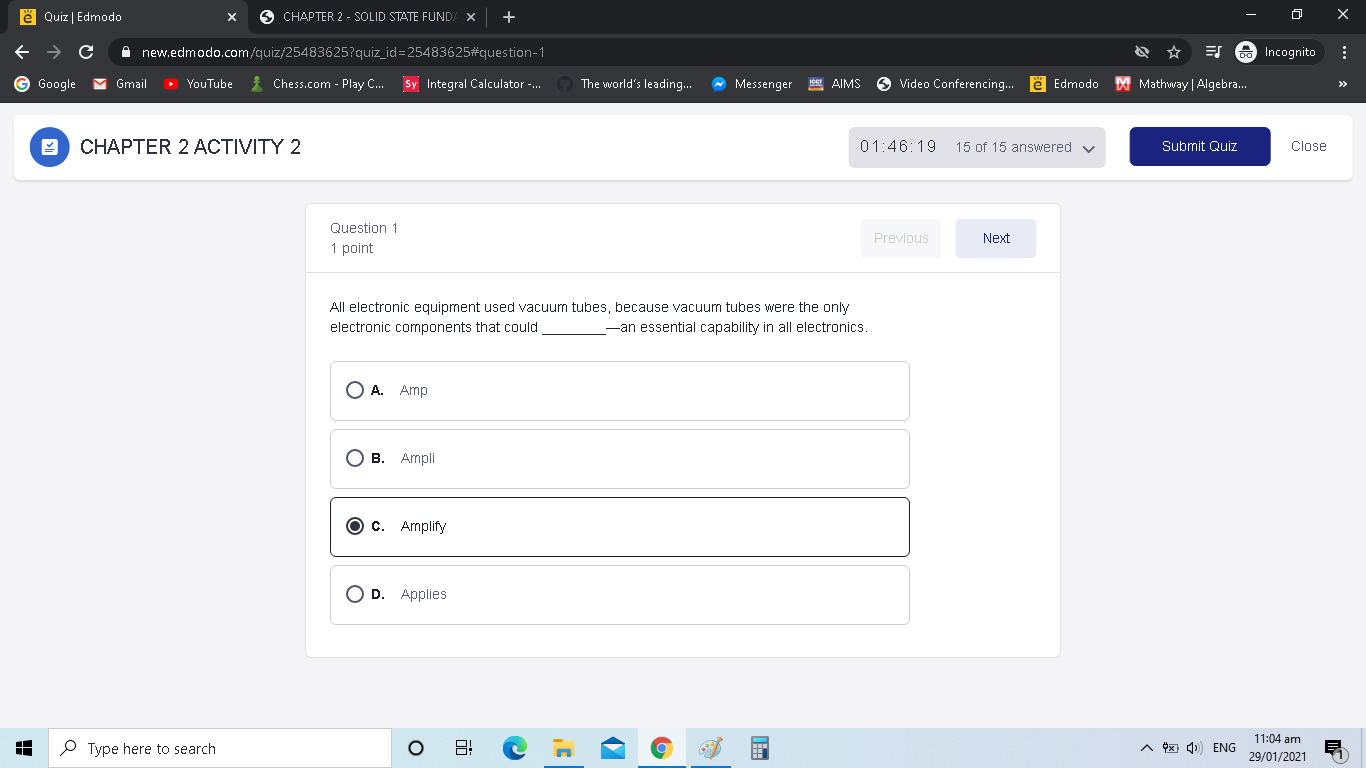 Quiz | Edmodo
CHAPTER 2 - SOLID STATE FUNDA
new.edmodo.com/quiz/25483625?quiz_id=25483625#question-1
Incognito
Google
Gmail
YouTube
Chess.com - Play C...
Sy
Integral Calculator -...
The world's leading...
Messenger
AIMS
Video Conferencing...
Edmodo
Mathway | Algebra...
»
CHAPTER 2 ACTIVITY 2
01:46:19
15 of 15 answered
Submit Quiz
Close
Question 1
1 point
Previous
Next
All electronic equipment used vacuum tubes, because vacuum tubes were the only
electronic components that could ________—an essential capability in all electronics.
A. Amp
B. Ampli
C. Amplify
D. Applies
Type here to search
ENG
11:04 am
29/01/2021
1